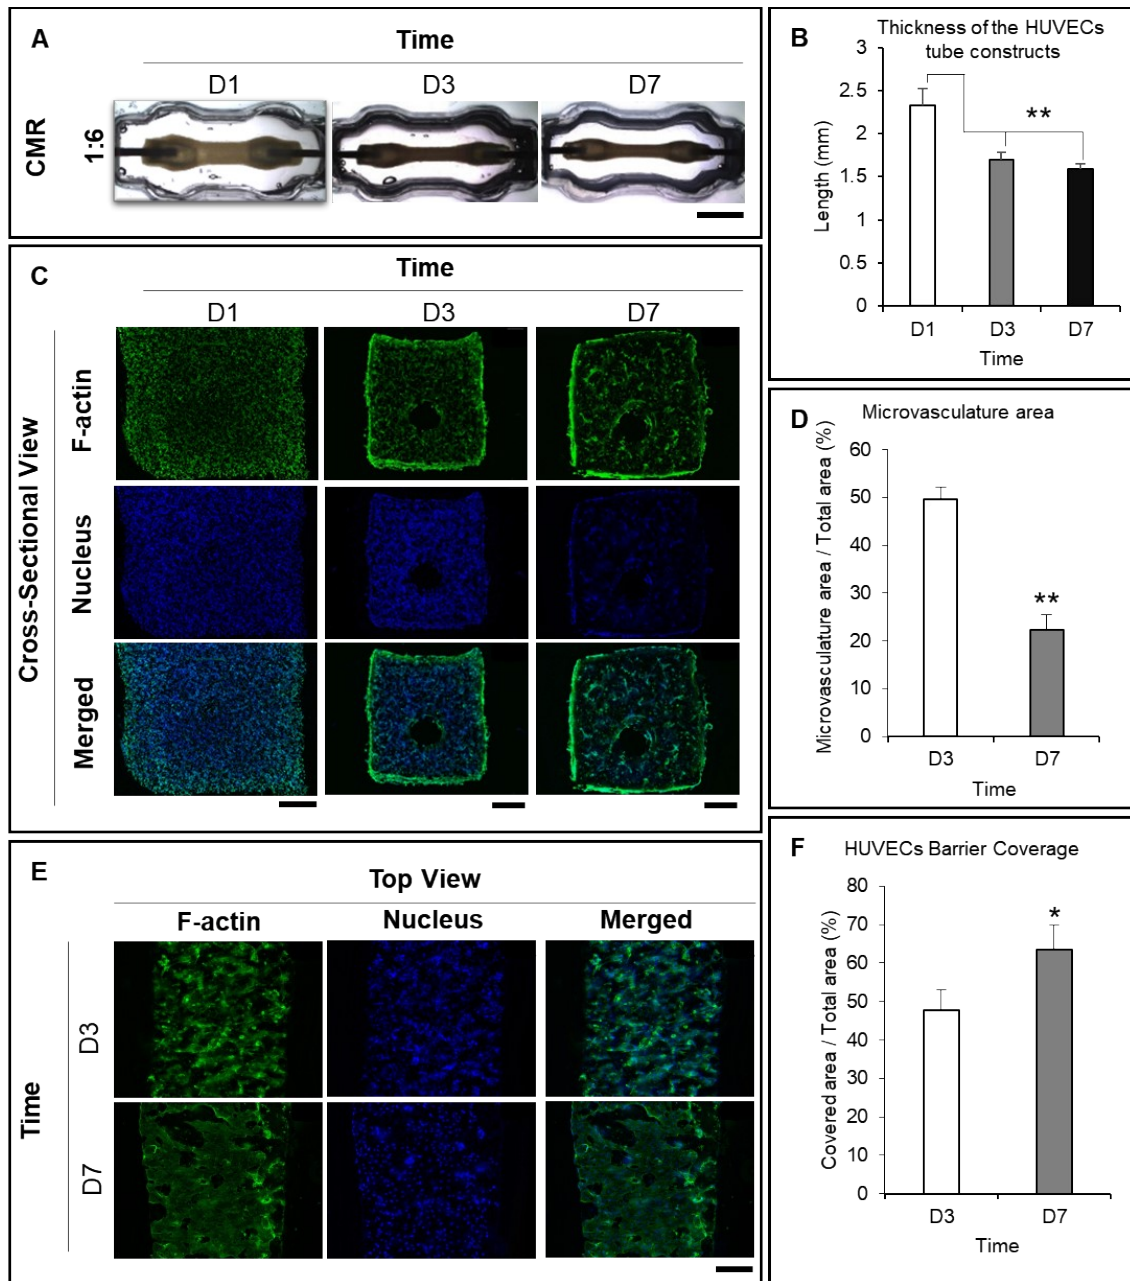 A
Time
D1 D3 D7
CMR
1:6
B
Thickness of the HUVECs
tube constructs
3
2.5
2
1.5
1
0.5
0
**
Length (mm)
D1 D3 D7
Time
C
Time
D1 D3 D7
Cross-Sectional View
F-actin
Nucleus
Merged
D
Microvasculature area
60
50
40
30
20
10
0
**
Microvasculature area / Total area (%)
D3 D7
Time
E
Top View
F-actin Nucleus Merged
Time
D3
D7
F
HUVECs Barrier Coverage
80
70
60
50
40
30
20
10
0
*
Covered area / Total area (%)
D3 D7
Time